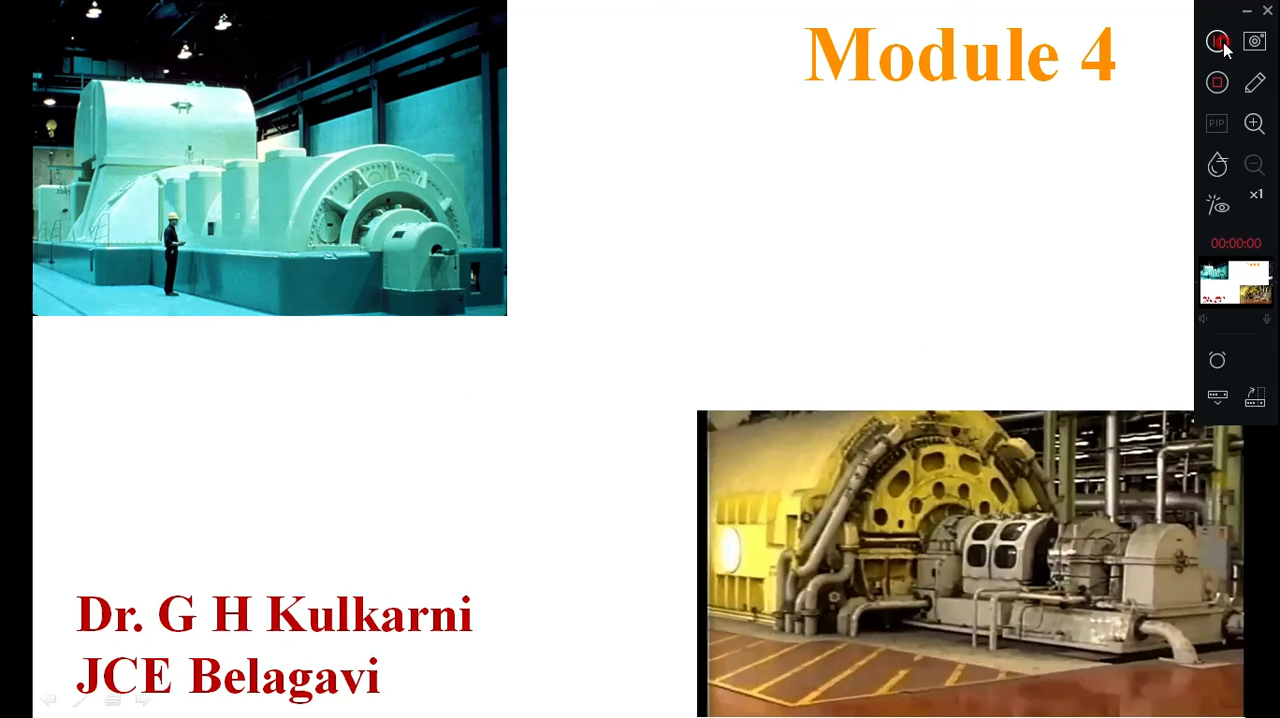 Module 4
PIP
x1
00:00:00
Dr. G H Kulkarni
JCE Belagavi